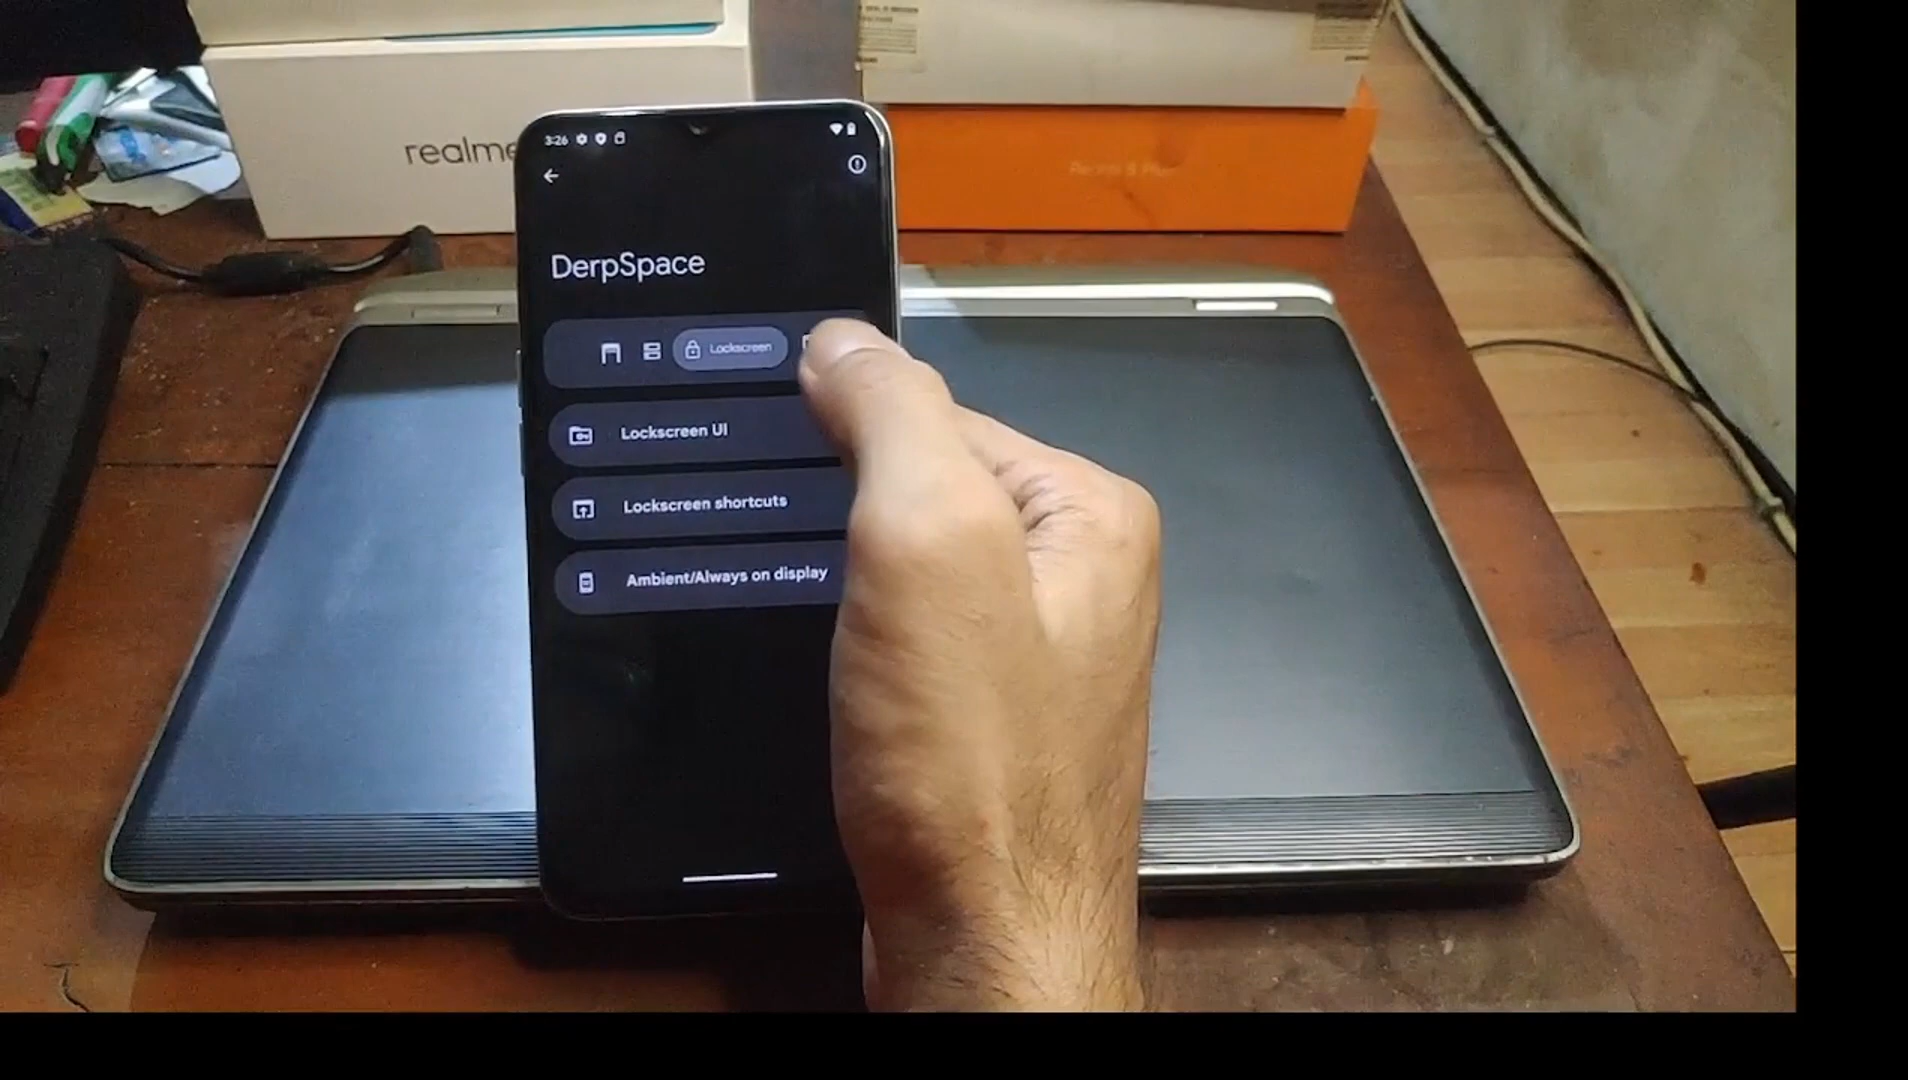 realme
3:26
DerpSpace
Lockscreen
Lockscreen UI
Lockscreen shortcuts
Ambient/Always on display